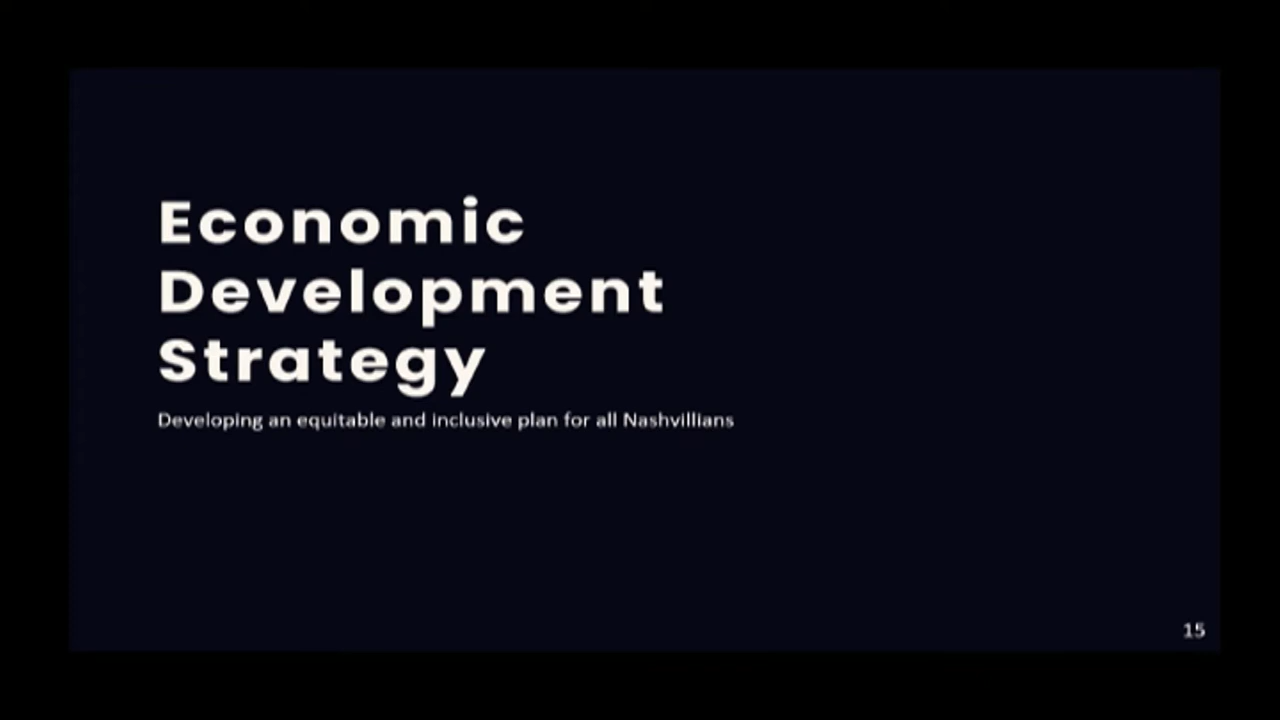 Economic
Development
Strategy
Developing an equitable and inclusive plan for all Nashvillians
15